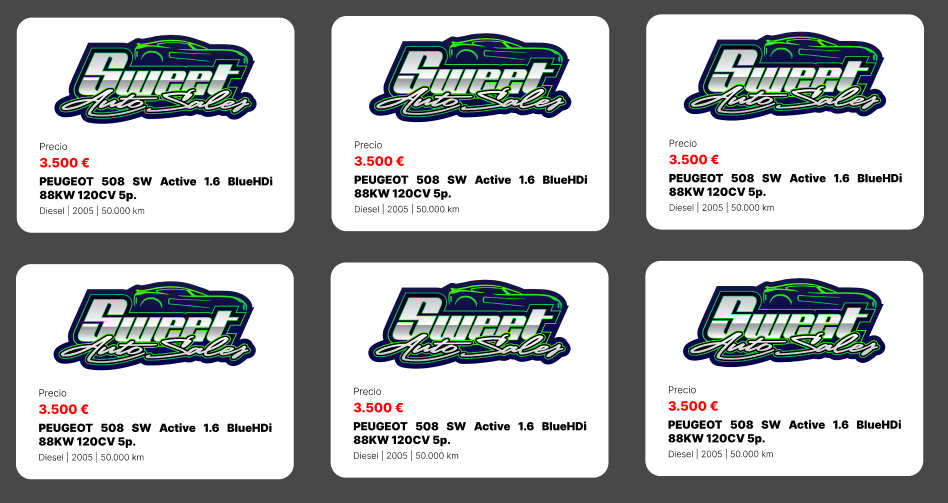 Sweet
Auto Sales
Precio
3.500 €
PEUGEOT 508 SW Active 1.6 BlueHDi
88KW 120CV 5p.
Diesel | 2005 | 50.000 km
Sweet
Auto Sales
Precio
3.500 €
PEUGEOT 508 SW Active 1.6 BlueHDi
88KW 120CV 5p.
Diesel | 2005 | 50.000 km
Sweet
Auto Sales
Precio
3.500 €
PEUGEOT 508 SW Active 1.6 BlueHDi
88KW 120CV 5p.
Diesel | 2005 | 50.000 km
Sweet
Auto Sales
Precio
3.500 €
PEUGEOT 508 SW Active 1.6 BlueHDi
88KW 120CV 5p.
Diesel | 2005 | 50.000 km
Sweet
Auto Sales
Precio
3.500 €
PEUGEOT 508 SW Active 1.6 BlueHDi
88KW 120CV 5p.
Diesel | 2005 | 50.000 km
Sweet
Auto Sales
Precio
3.500 €
PEUGEOT 508 SW Active 1.6 BlueHDi
88KW 120CV 5p.
Diesel | 2005 | 50.000 km